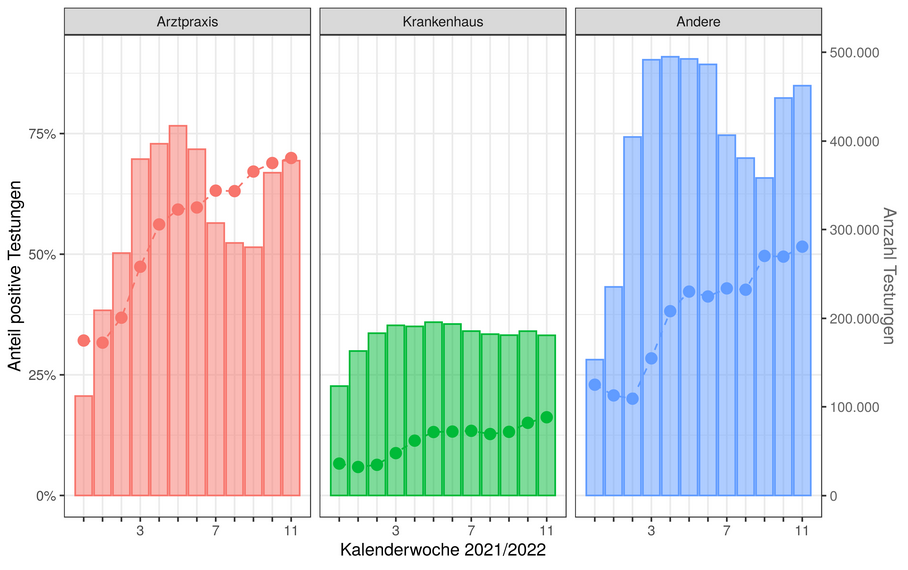 Arztpraxis Krankenhaus Andere
Anteil positive Testungen
75%
50%
25%
0%
500.000
400.000
300.000
200.000
100.000
0
Anzahl Testungen
3 7 11 3 7 11 3 7 11
Kalenderwoche 2021/2022